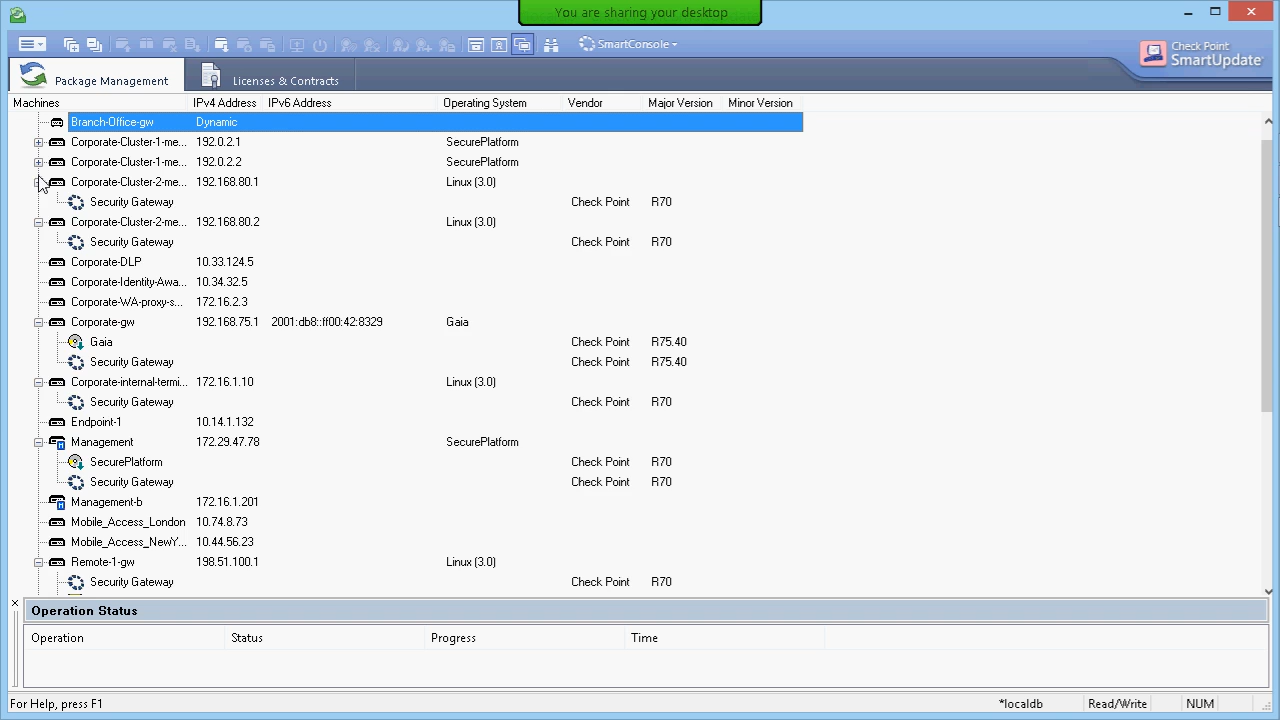 You are sharing your desktop
SmartConsole
Check Point
SmartUpdate
Package Management
Licenses & Contracts
Machines IPv4 Address IPv6 Address Operating System Vendor Major Version Minor Version
Branch-Office-gw Dynamic
Corporate-Cluster-1-me... 192.0.2.1 SecurePlatform
Corporate-Cluster-1-me... 192.0.2.2 SecurePlatform
Corporate-Cluster-2-me... 192.168.80.1 Linux (3.0)
Security Gateway Check Point R70
Corporate-Cluster-2-me... 192.168.80.2 Linux (3.0)
Security Gateway Check Point R70
Corporate-DLP 10.33.124.5
Corporate-Identity-Awa... 10.34.32.5
Corporate-WA-proxy-s... 172.16.2.3
Corporate-gw 192.168.75.1 2001:db8::ff00:42:8329 Gaia
Gaia Check Point R75.40
Security Gateway Check Point R75.40
Corporate-internal-termi... 172.16.1.10 Linux (3.0)
Security Gateway Check Point R70
Endpoint-1 10.14.1.132
Management 172.29.47.78 SecurePlatform
SecurePlatform Check Point R70
Security Gateway Check Point R70
Management-b 172.16.1.201
Mobile_Access_London 10.74.8.73
Mobile_Access_NewY... 10.44.56.23
Remote-1-gw 198.51.100.1 Linux (3.0)
Security Gateway Check Point R70
Operation Status
Operation Status Progress Time
For Help, press F1 *localdb Read/Write NUM